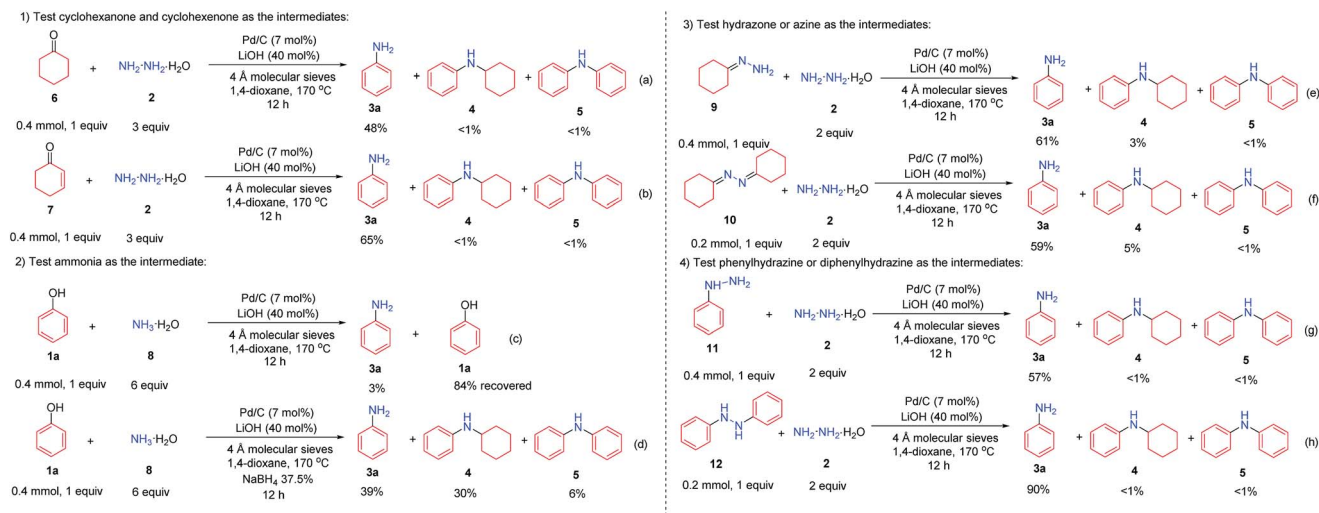 1) Test cyclohexanone and cyclohexenone as the intermediates:
O
6
0.4 mmol, 1 equiv
+
NH2-NH2·H2O
2
3 equiv
Pd/C (7 mol%)
LiOH (40 mol%)
4 Å molecular sieves
1,4-dioxane, 170 °C
12 h
NH2
3a
48%
+
H
N
4
<1%
+
H
N
5
<1%
(a)
O
7
0.4 mmol, 1 equiv
+
NH2-NH2·H2O
2
3 equiv
Pd/C (7 mol%)
LiOH (40 mol%)
4 Å molecular sieves
1,4-dioxane, 170 °C
12 h
NH2
3a
65%
+
H
N
4
<1%
+
H
N
5
<1%
(b)
2) Test ammonia as the intermediate:
OH
1a
0.4 mmol, 1 equiv
+
NH3·H2O
8
6 equiv
Pd/C (7 mol%)
LiOH (40 mol%)
4 Å molecular sieves
1,4-dioxane, 170 °C
12 h
NH2
3a
3%
+
OH
1a
84% recovered
(c)
OH
1a
0.4 mmol, 1 equiv
+
NH3·H2O
8
6 equiv
Pd/C (7 mol%)
LiOH (40 mol%)
4 Å molecular sieves
1,4-dioxane, 170 °C
NaBH4 37.5%
12 h
NH2
3a
39%
+
H
N
4
30%
+
H
N
5
6%
(d)
3) Test hydrazone or azine as the intermediates:
N
NH2
9
0.4 mmol, 1 equiv
+
NH2-NH2·H2O
2
2 equiv
Pd/C (7 mol%)
LiOH (40 mol%)
4 Å molecular sieves
1,4-dioxane, 170 °C
12 h
NH2
3a
61%
+
H
N
4
3%
+
H
N
5
<1%
(e)
N
N
10
0.2 mmol, 1 equiv
+
NH2-NH2·H2O
2
2 equiv
Pd/C (7 mol%)
LiOH (40 mol%)
4 Å molecular sieves
1,4-dioxane, 170 °C
12 h
NH2
3a
59%
+
H
N
4
5%
+
H
N
5
<1%
(f)
4) Test phenylhydrazine or diphenylhydrazine as the intermediates:
NH-NH2
11
0.4 mmol, 1 equiv
+
NH2-NH2·H2O
2
2 equiv
Pd/C (7 mol%)
LiOH (40 mol%)
4 Å molecular sieves
1,4-dioxane, 170 °C
12 h
NH2
3a
57%
+
H
N
4
<1%
+
H
N
5
<1%
(g)
H
N
N
H
12
0.2 mmol, 1 equiv
+
NH2-NH2·H2O
2
2 equiv
Pd/C (7 mol%)
LiOH (40 mol%)
4 Å molecular sieves
1,4-dioxane, 170 °C
12 h
NH2
3a
90%
+
H
N
4
<1%
+
H
N
5
<1%
(h)